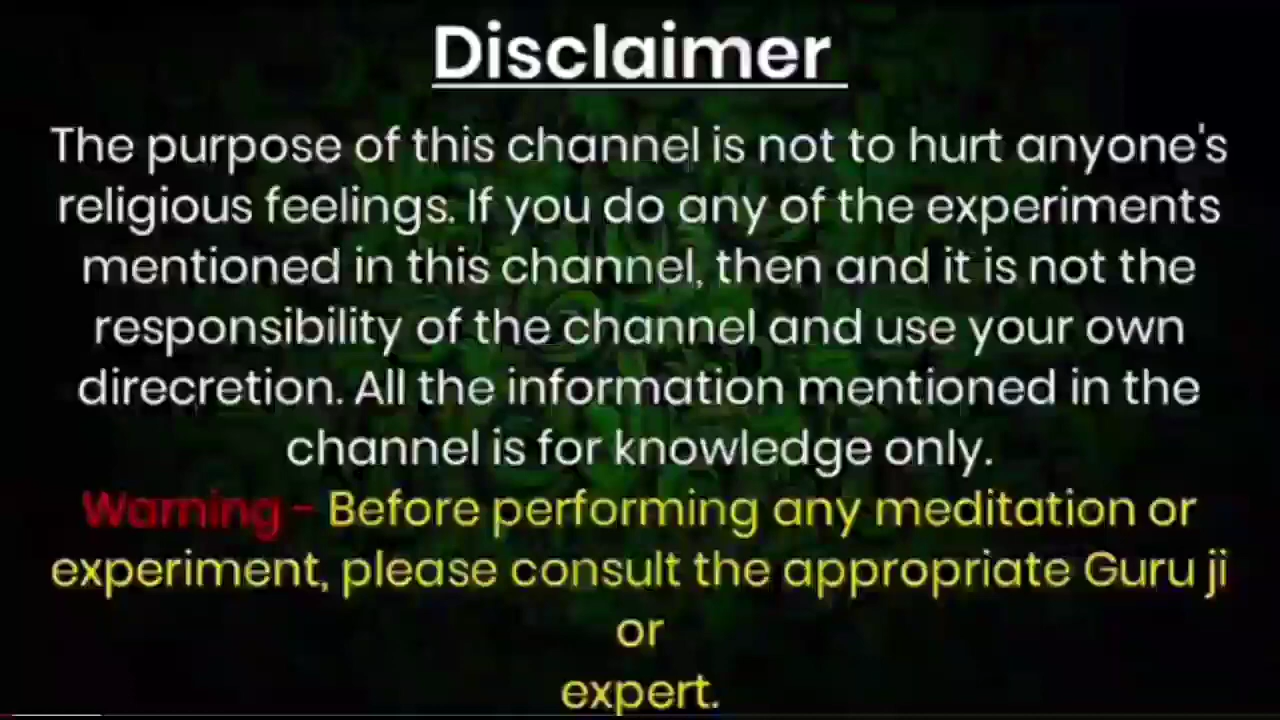 Disclaimer
The purpose of this channel is not to hurt anyone's
religious feelings. If you do any of the experiments
mentioned in this channel, then and it is not the
responsibility of the channel and use your own
direcretion. All the information mentioned in the
channel is for knowledge only.
Warning - Before performing any meditation or
experiment, please consult the appropriate Guru ji
or
expert.